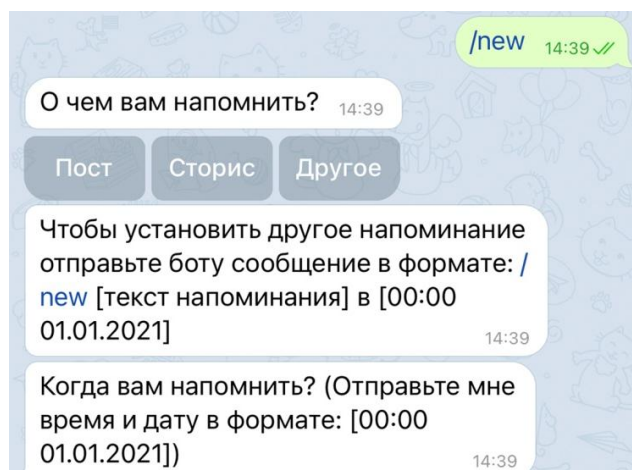 /new 14:39
О чем вам напомнить? 14:39
Пост Сторис Другое
Чтобы установить другое напоминание
отправьте боту сообщение в формате: /
new [текст напоминания] в [00:00
01.01.2021] 14:39
Когда вам напомнить? (Отправьте мне
время и дату в формате: [00:00
01.01.2021]) 14:39